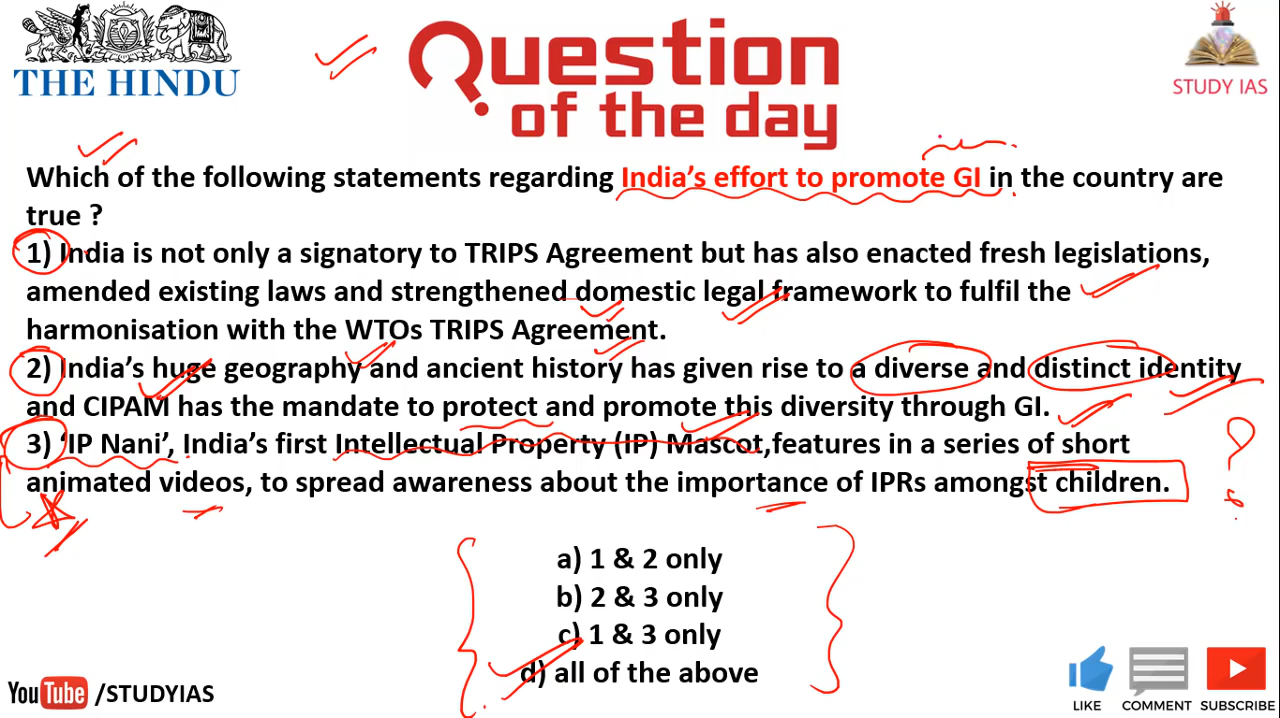 THE HINDU
Question
of the day
STUDY IAS
Which of the following statements regarding India's effort to promote GI in the country are
true ?
1) India is not only a signatory to TRIPS Agreement but has also enacted fresh legislations,
amended existing laws and strengthened domestic legal framework to fulfil the
harmonisation with the WTOs TRIPS Agreement.
2) India's huge geography and ancient history has given rise to a diverse and distinct identity
and CIPAM has the mandate to protect and promote this diversity through GI.
3) 'IP Nani', India's first Intellectual Property (IP) Mascot,features in a series of short
animated videos, to spread awareness about the importance of IPRs amongst children.
a) 1 & 2 only
b) 2 & 3 only
c) 1 & 3 only
d) all of the above
YouTube /STUDYIAS
LIKE COMMENT SUBSCRIBE